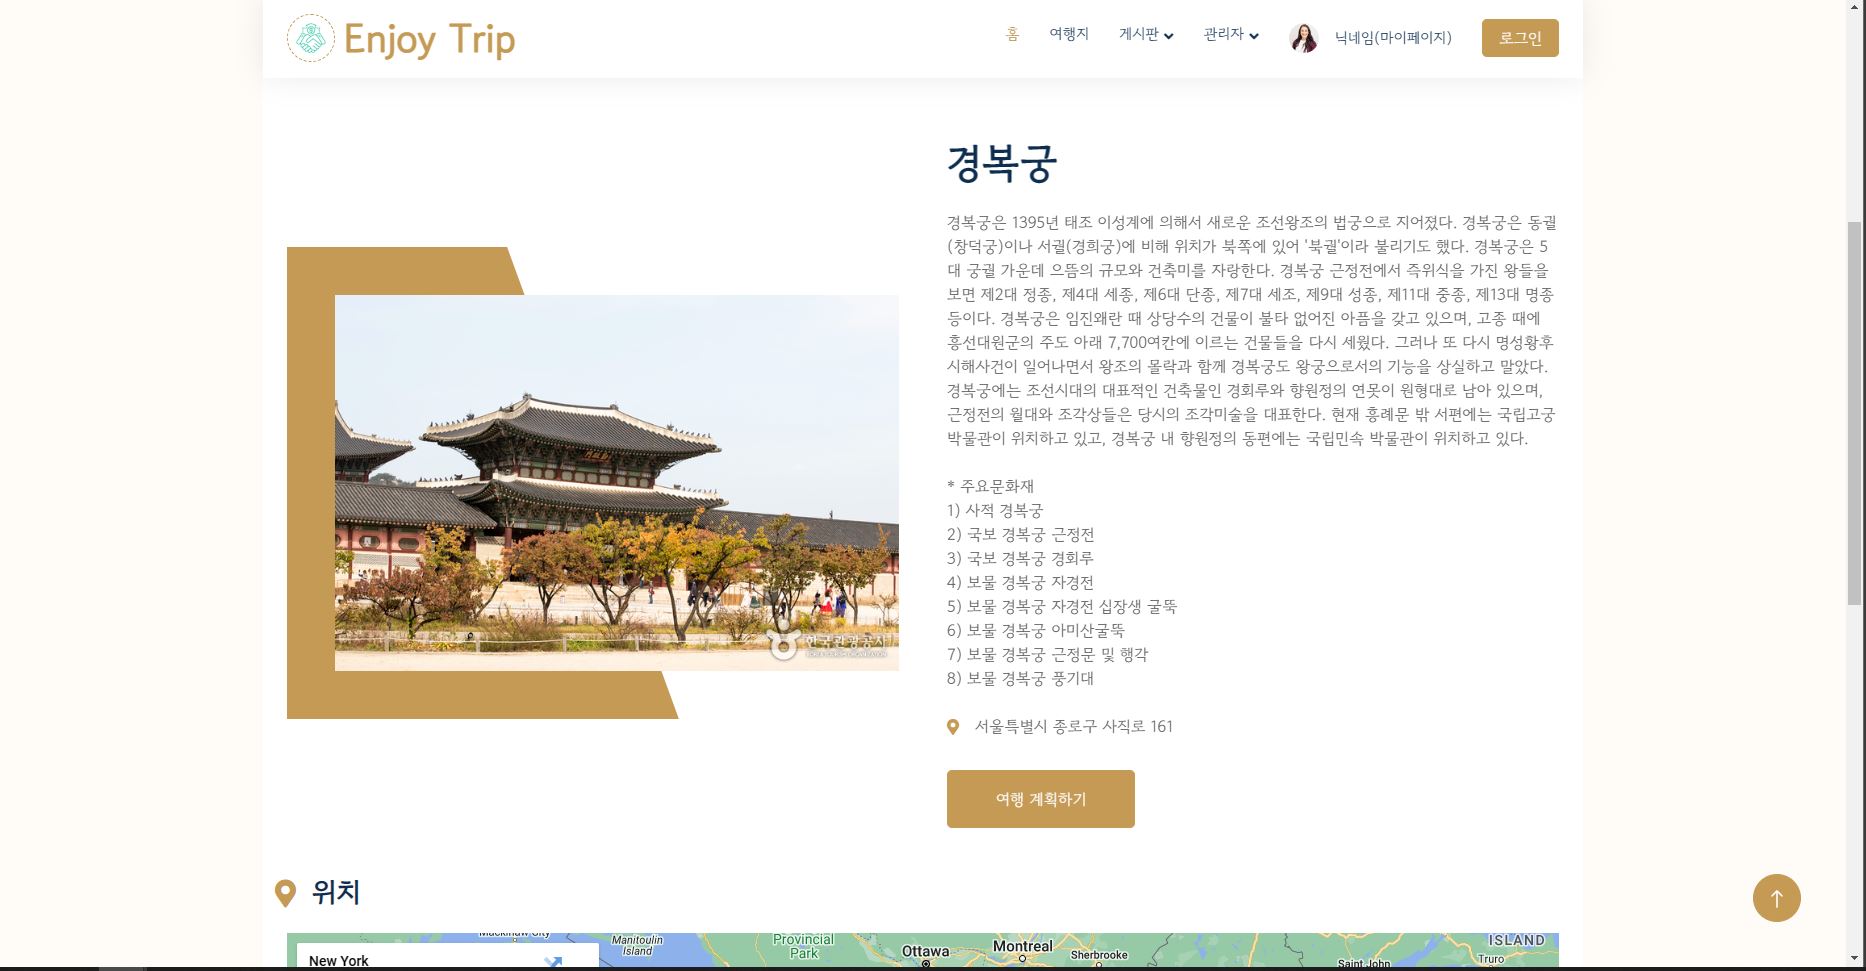 Enjoy Trip
홈 여행지 게시판 관리자 닉네임(마이페이지) 로그인
경복궁
경복궁은 1395년 태조 이성계에 의해서 새로운 조선왕조의 법궁으로 지어졌다. 경복궁은 동궐
(창덕궁)이나 서궐(경희궁)에 비해 위치가 북쪽에 있어 '북궐'이라 불리기도 했다. 경복궁은 5
대 궁궐 가운데 으뜸의 규모와 건축미를 자랑한다. 경복궁 근정전에서 즉위식을 가진 왕들을
보면 제2대 정종, 제4대 세종, 제6대 단종, 제7대 세조, 제9대 성종, 제11대 중종, 제13대 명종
등이다. 경복궁은 임진왜란 때 상당수의 건물이 불타 없어진 아픔을 갖고 있으며, 고종 때에
흥선대원군의 주도 아래 7,700여칸에 이르는 건물들을 다시 세웠다. 그러나 또 다시 명성황후
시해사건이 일어나면서 왕조의 몰락과 함께 경복궁도 왕궁으로서의 기능을 상실하고 말았다.
경복궁에는 조선시대의 대표적인 건축물인 경회루와 향원정의 연못이 원형대로 남아 있으며,
근정전의 월대와 조각상들은 당시의 조각미술을 대표한다. 현재 흥례문 밖 서편에는 국립고궁
박물관이 위치하고 있고, 경복궁 내 향원정의 동편에는 국립민속 박물관이 위치하고 있다.
* 주요문화재
1) 사적 경복궁
2) 국보 경복궁 근정전
3) 국보 경복궁 경회루
4) 보물 경복궁 자경전
5) 보물 경복궁 자경전 십장생 굴뚝
6) 보물 경복궁 아미산굴뚝
7) 보물 경복궁 근정문 및 행각
8) 보물 경복궁 풍기대
한국관광공사
KOREA TOURISM ORGANIZATION
서울특별시 종로구 사직로 161
여행 계획하기
위치
Mackinaw City
Manitoulin
Island
Provincial
Park
Ottawa
Montreal
Sherbrooke
ISLAND
Truro
Saint John
New York